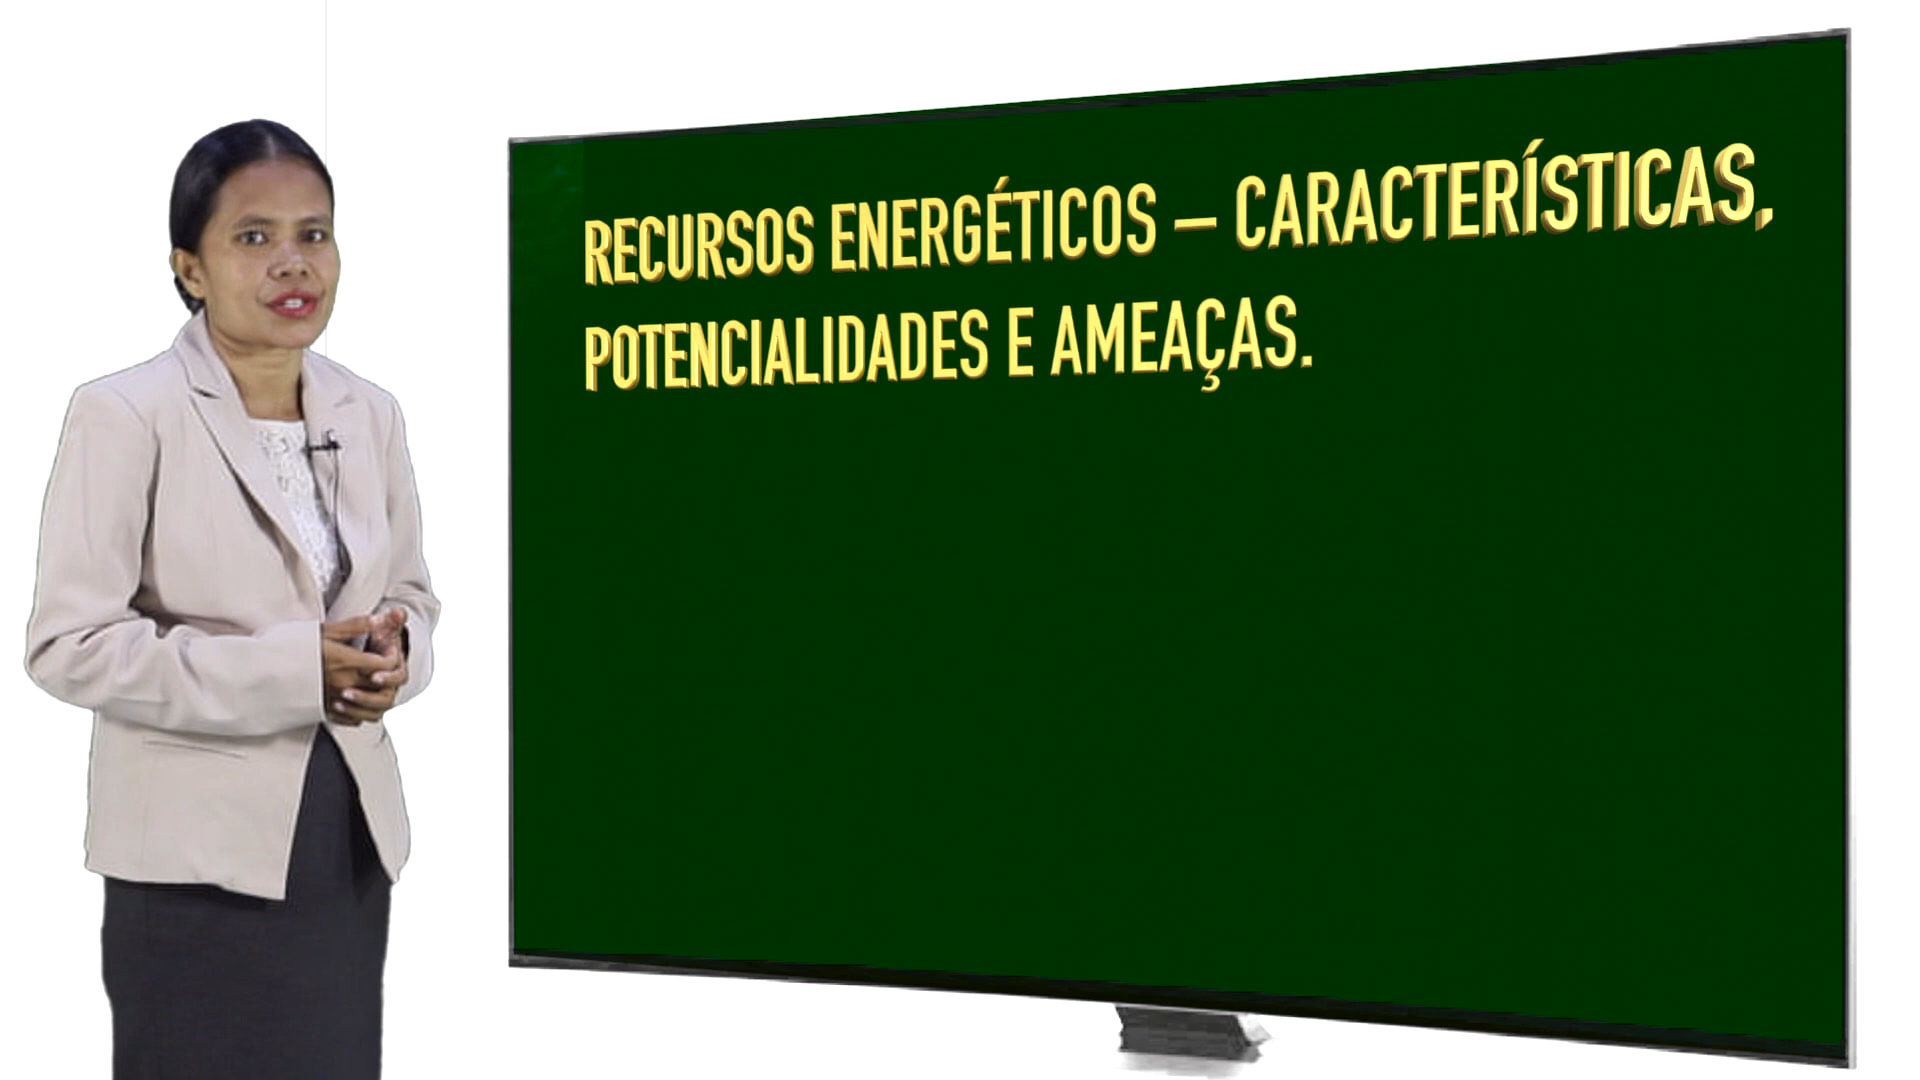 RECURSOS ENERGÉTICOS – CARACTERÍSTICAS,
POTENCIALIDADES E AMEAÇAS.